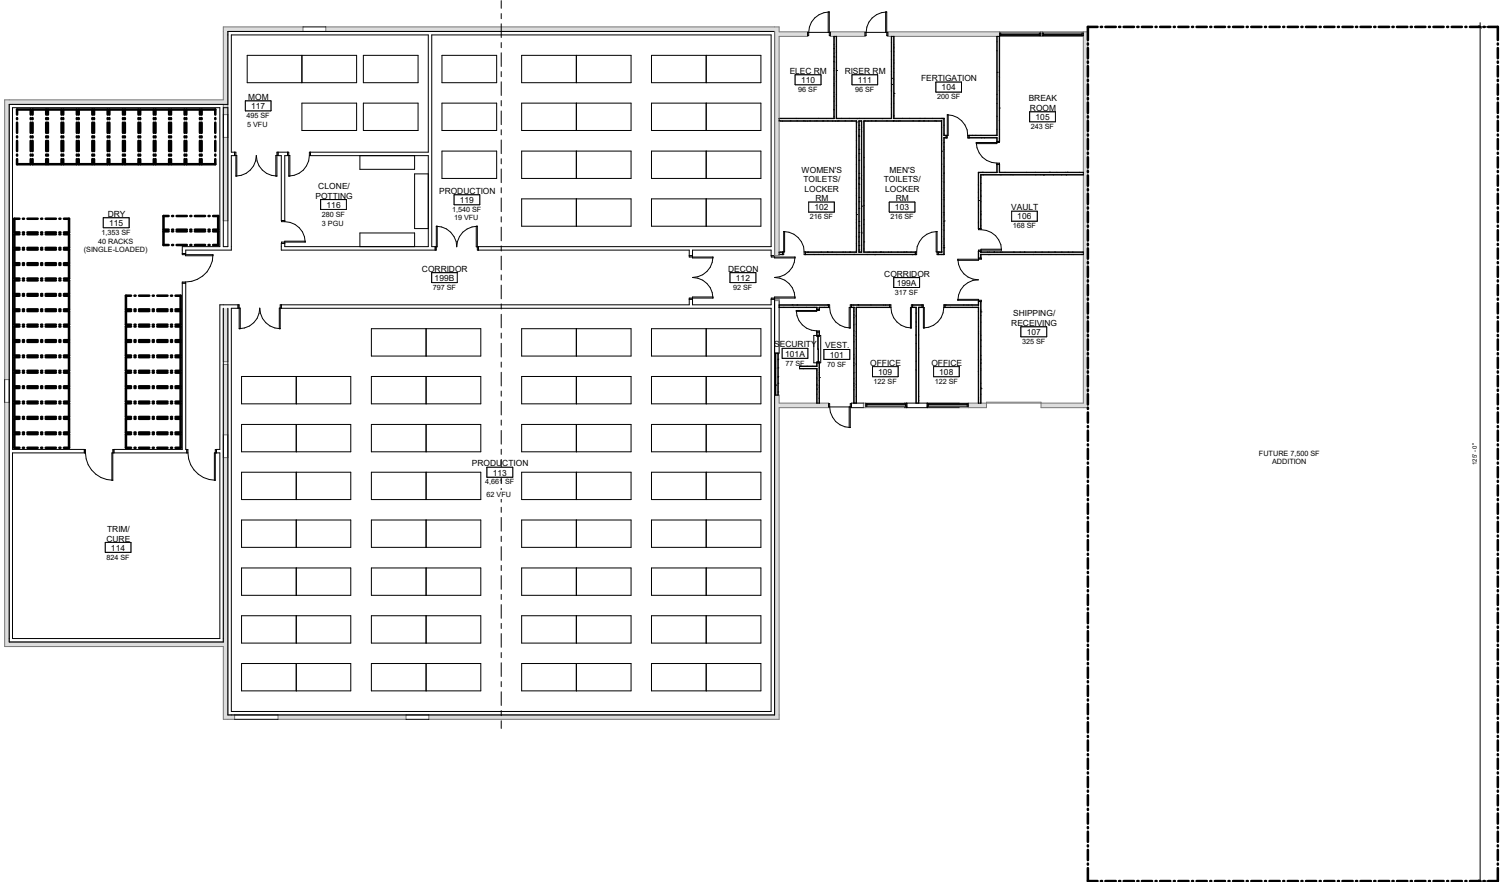 ELEC RM
110
96 SF
RISER RM
111
96 SF
FERTIGATION
104
200 SF
BREAK
ROOM
105
243 SF
MOM
117
495 SF
5 VFU
CLONE/
POTTING
116
280 SF
3 PGU
PRODUCTION
119
1,540 SF
19 VFU
WOMEN'S
TOILETS/
LOCKER
RM
102
216 SF
MEN'S
TOILETS/
LOCKER
RM
103
216 SF
VAULT
106
168 SF
DRY
115
1,353 SF
40 RACKS
(SINGLE-LOADED)
CORRIDOR
199B
797 SF
DECON
112
92 SF
CORRIDOR
199A
317 SF
SHIPPING/
RECEIVING
107
325 SF
SECURITY
101A
77 SF
VEST.
101
70 SF
OFFICE
109
122 SF
OFFICE
108
122 SF
PRODUCTION
113
4,661 SF
62 VFU
FUTURE 7,500 SF
ADDITION
125'-0"
TRIM/
CURE
114
824 SF